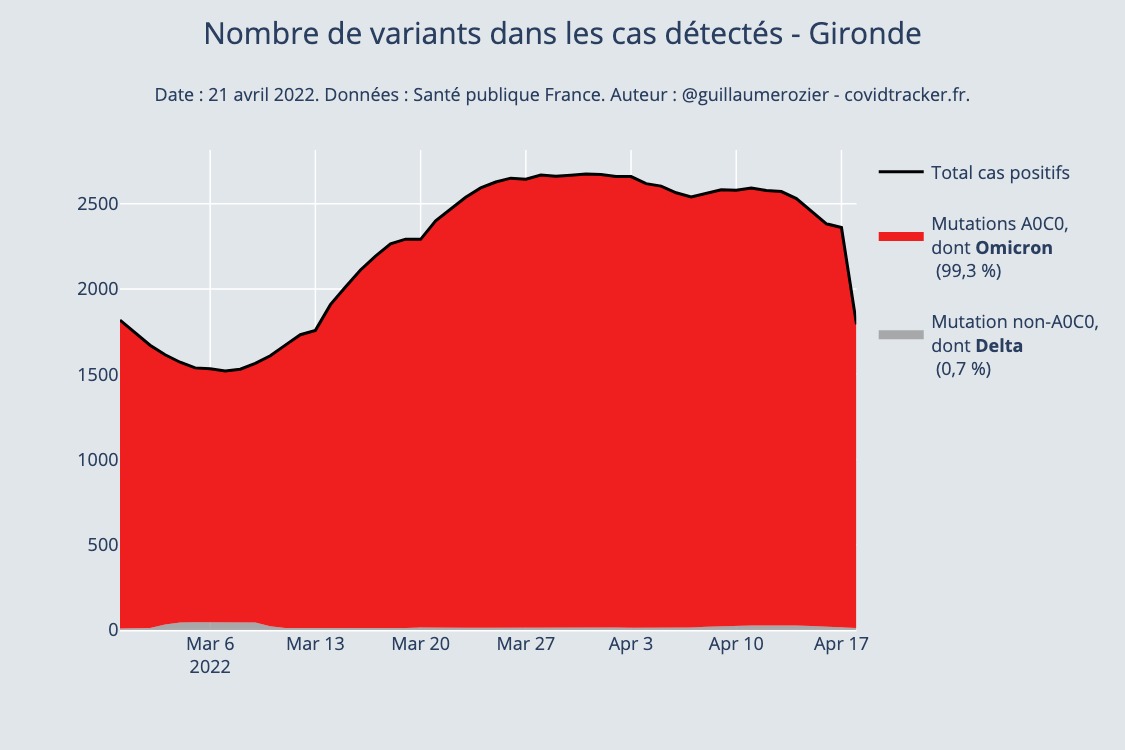 Nombre de variants dans les cas détectés - Gironde
Date : 21 avril 2022. Données : Santé publique France. Auteur : @guillaumerozier - covidtracker.fr.
Total cas positifs
Mutations A0C0,
dont Omicron
(99,3 %)
Mutation non-A0C0,
dont Delta
(0,7 %)
2500
2000
1500
1000
500
0
Mar 6 Mar 13 Mar 20 Mar 27 Apr 3 Apr 10 Apr 17
2022